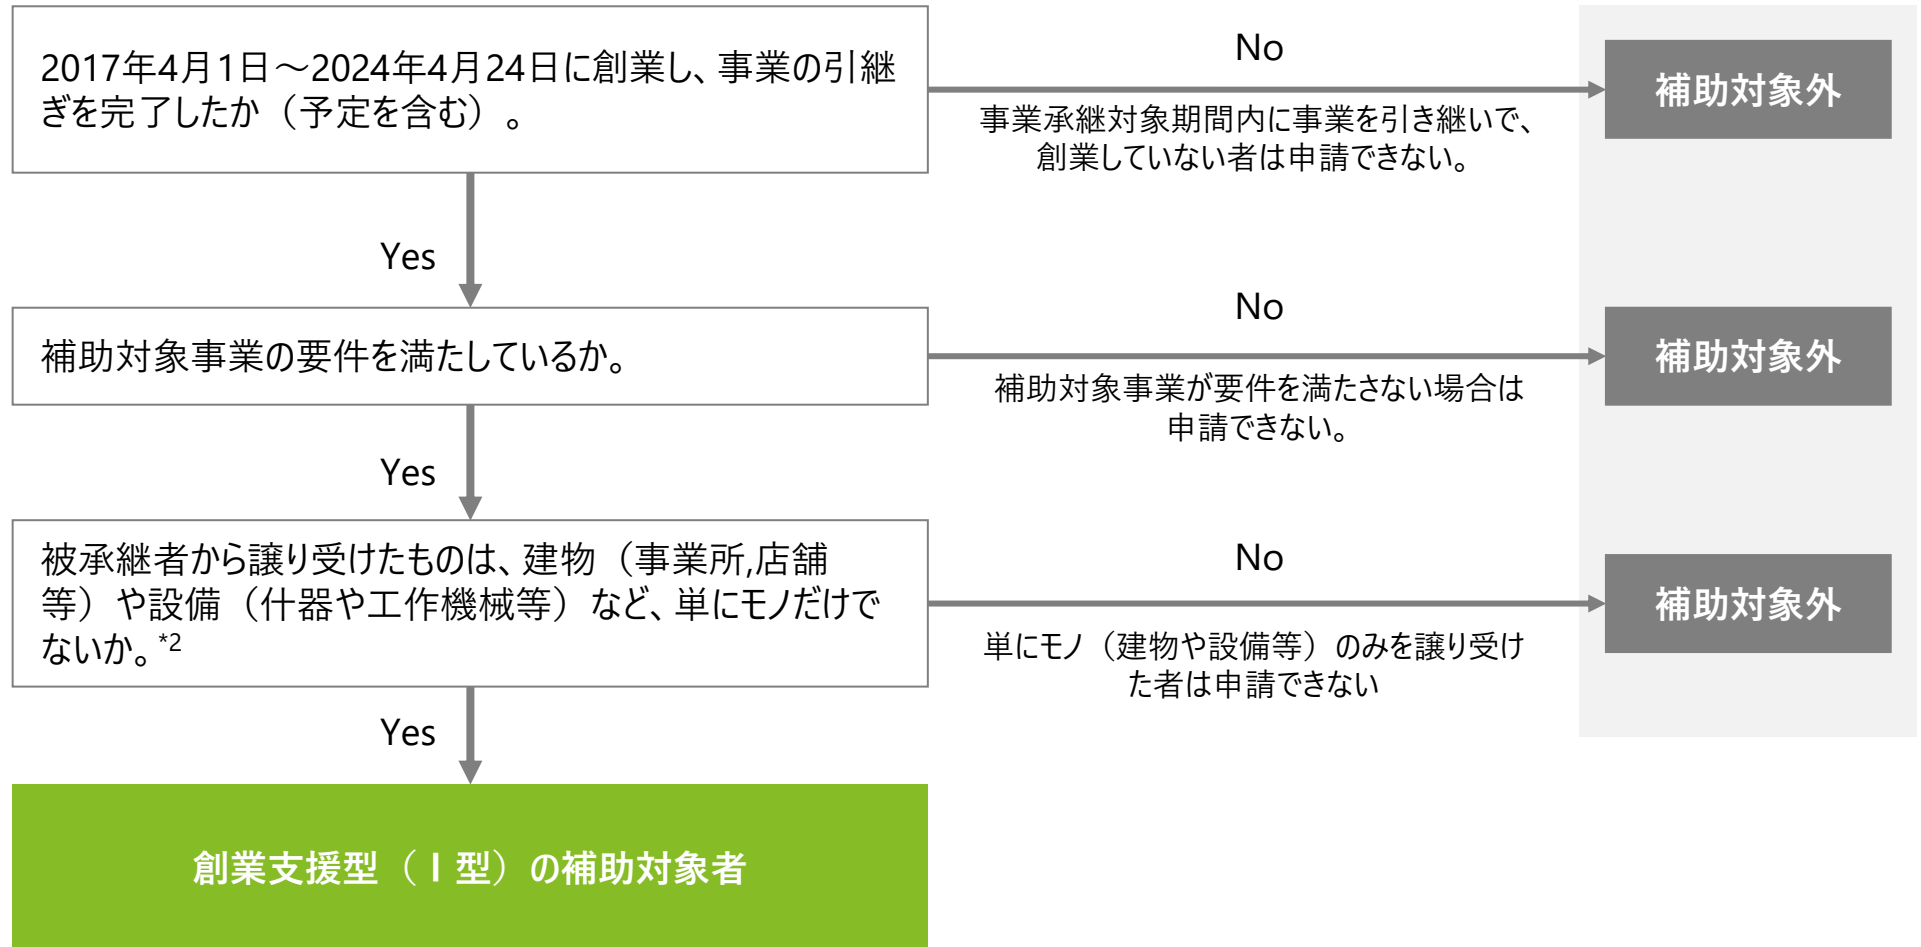 2017年4月1日～2024年4月24日に創業し、事業の引継
ぎを完了したか（予定を含む）。
No
事業承継対象期間内に事業を引き継いで、
創業していない者は申請できない。
補助対象外
Yes
補助対象事業の要件を満たしているか。
No
補助対象事業が要件を満たさない場合は
申請できない。
補助対象外
Yes
被承継者から譲り受けたものは、建物（事業所,店舗
等）や設備（什器や工作機械等）など、単にモノだけで
ないか。*2
No
単にモノ（建物や設備等）のみを譲り受け
た者は申請できない
補助対象外
Yes
創業支援型（Ⅰ型）の補助対象者